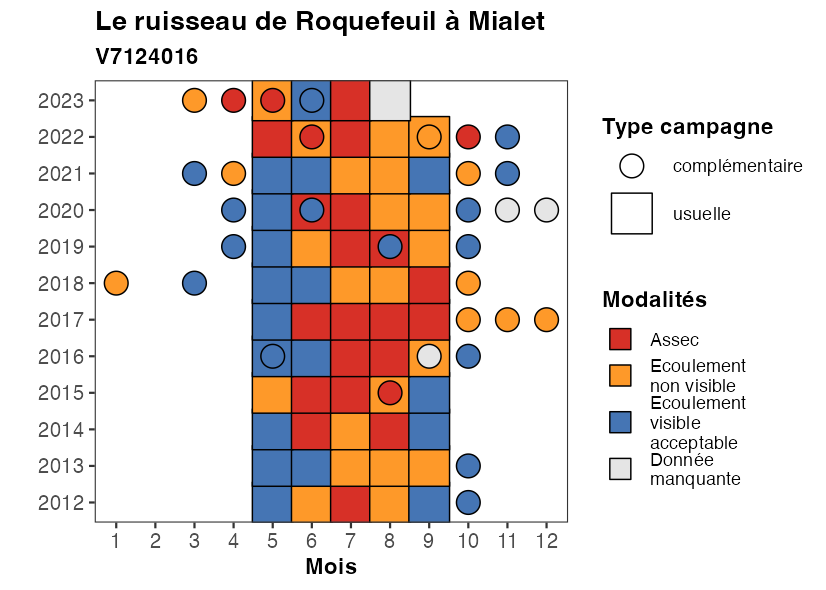 Le ruisseau de Roquefeuil à Mialet
V7124016
2023
2022
2021
2020
2019
2018
2017
2016
2015
2014
2013
2012
1 2 3 4 5 6 7 8 9 10 11 12
Mois
Type campagne
complémentaire
usuelle
Modalités
Assec
Ecoulement
non visible
Ecoulement
visible
acceptable
Donnée
manquante